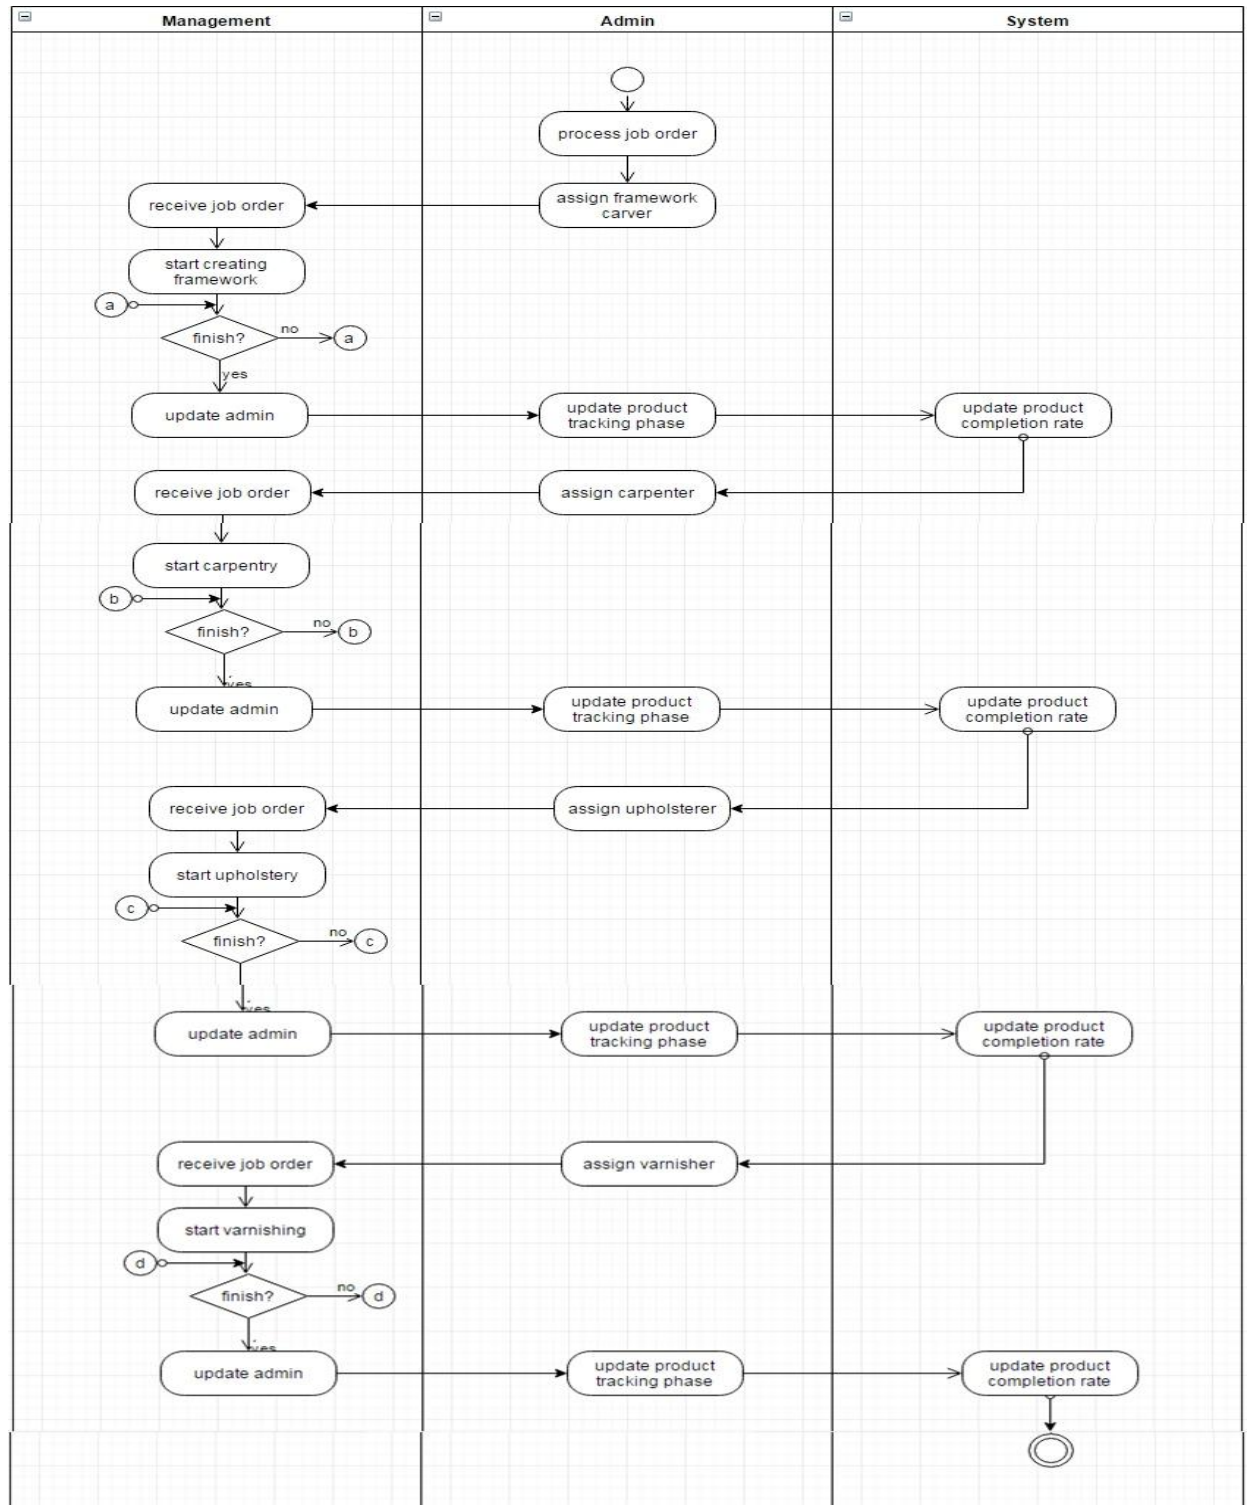 Management
Admin
System
process job order
assign framework
carver
receive job order
start creating
framework
a
finish?
no
a
yes
update admin
update product
tracking phase
update product
completion rate
assign carpenter
receive job order
start carpentry
b
finish?
no
b
yes
update admin
update product
tracking phase
update product
completion rate
assign upholsterer
receive job order
start upholstery
c
finish?
no
c
yes
update admin
update product
tracking phase
update product
completion rate
assign varnisher
receive job order
start varnishing
d
finish?
no
d
yes
update admin
update product
tracking phase
update product
completion rate